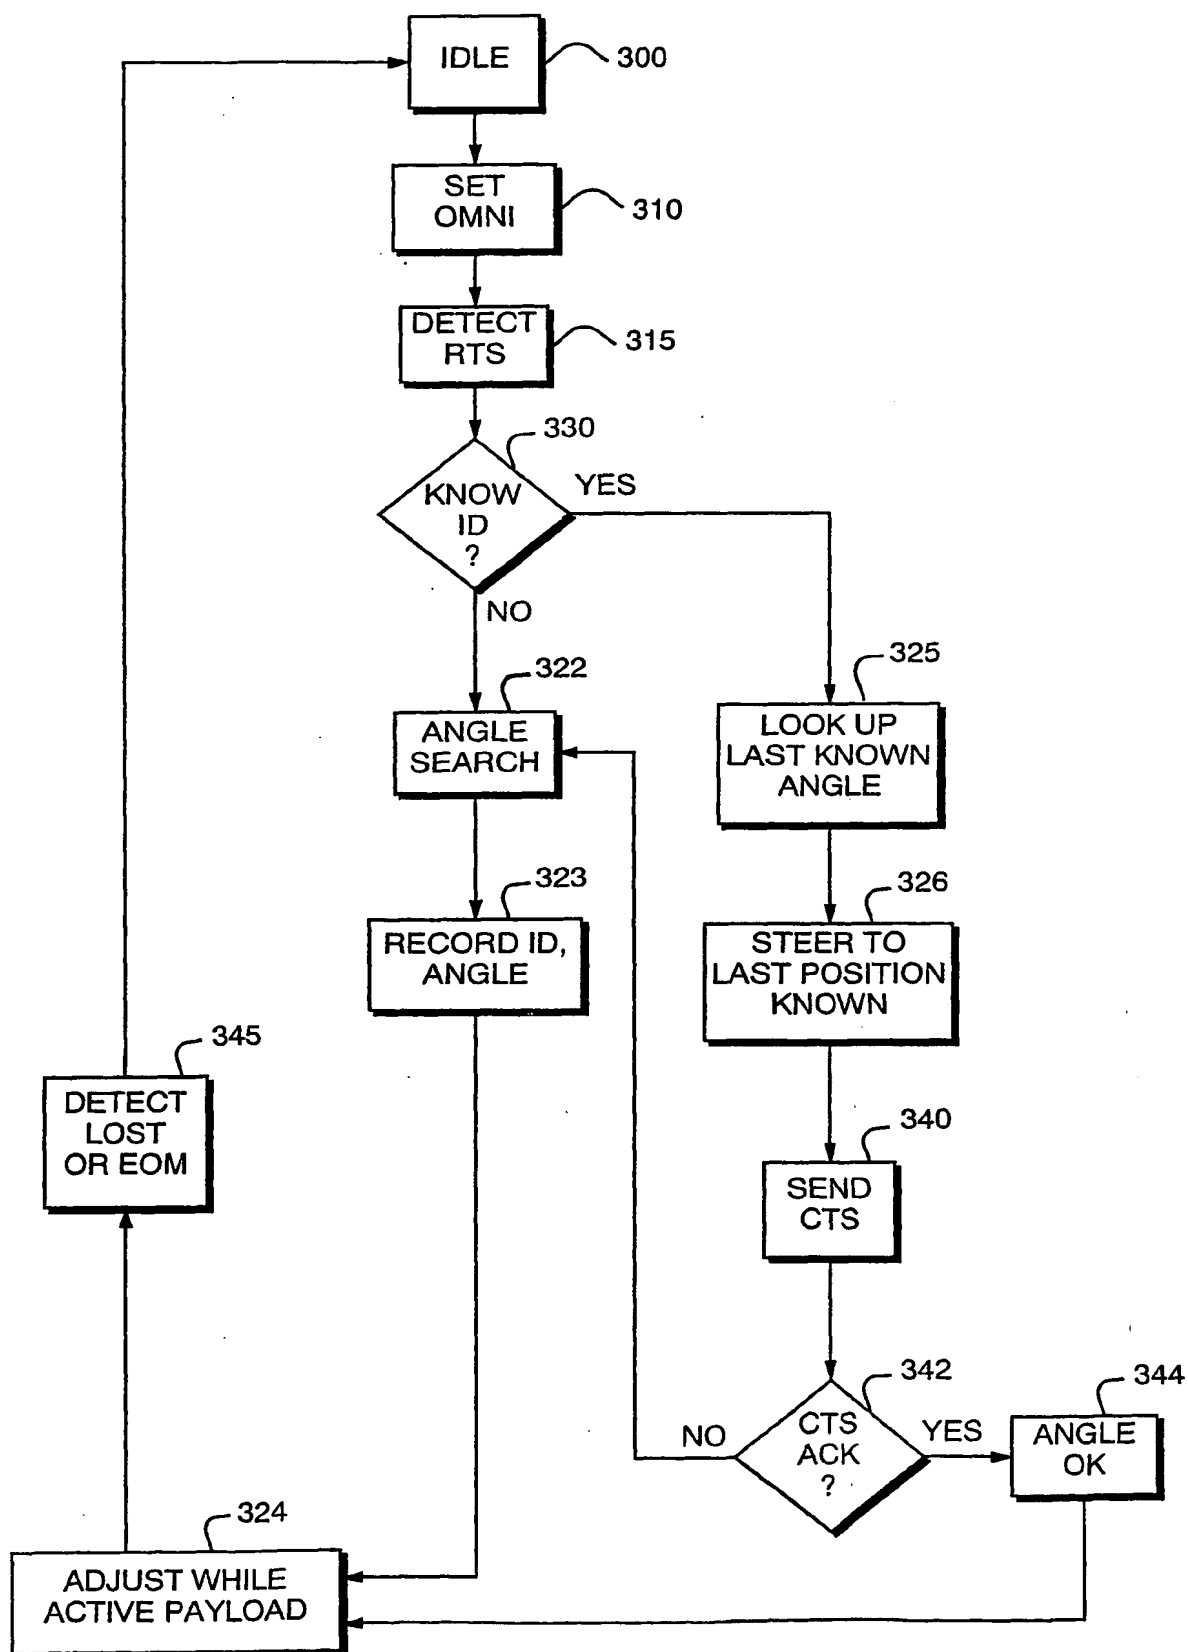 IDLE
300
SET
OMNI
310
DETECT
RTS
315
330
KNOW
ID
?
YES
NO
322
ANGLE
SEARCH
325
LOOK UP
LAST KNOWN
ANGLE
323
RECORD ID,
ANGLE
326
STEER TO
LAST POSITION
KNOWN
345
DETECT
LOST
OR EOM
340
SEND
CTS
342
CTS
ACK
?
NO
YES
344
ANGLE
OK
324
ADJUST WHILE
ACTIVE PAYLOAD